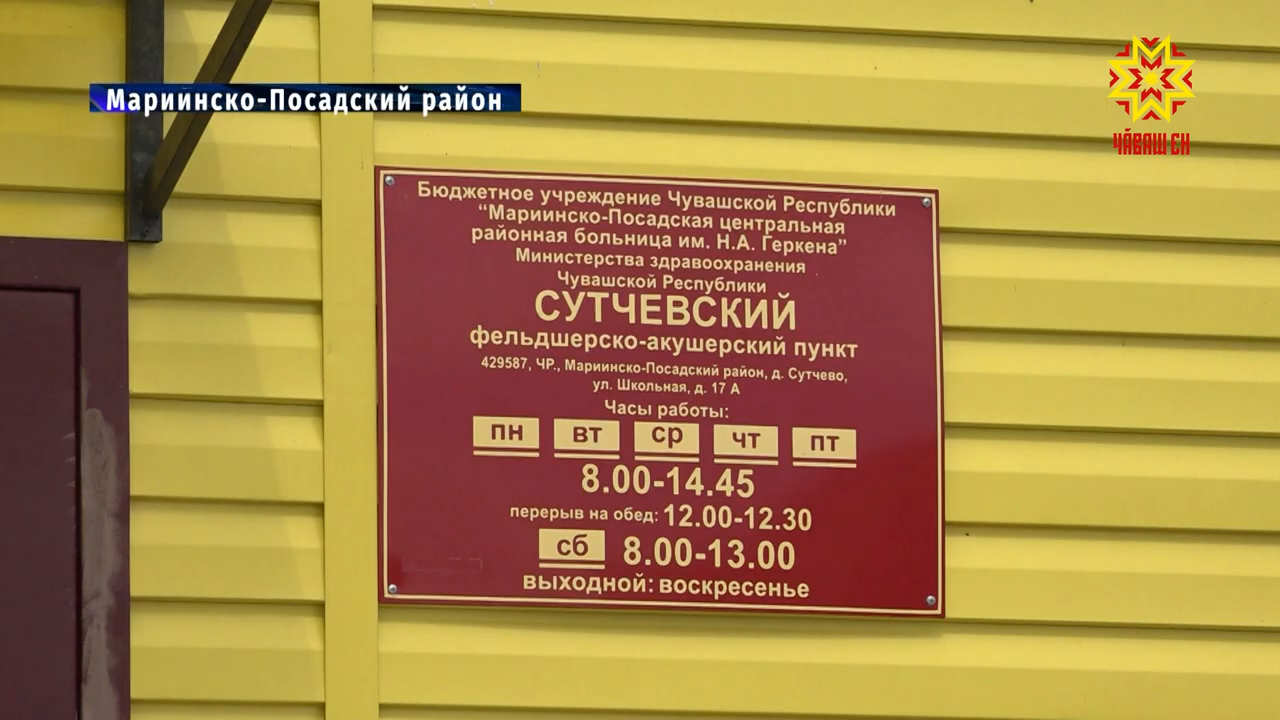 Мариинско-Посадский район
ЧӐВАШ ЕН
Бюджетное учреждение Чувашской Республики
“Мариинско-Посадская центральная
районная больница им. Н.А. Геркена”
Министерства здравоохранения
Чувашской Республики
СУТЧЕВСКИЙ
фельдшерско-акушерский пункт
429587, ЧР., Мариинско-Посадский район, д. Сутчево,
ул. Школьная, д. 17 А
Часы работы:
пн вт ср чт пт
8.00-14.45
перерыв на обед: 12.00-12.30
сб 8.00-13.00
выходной: воскресенье